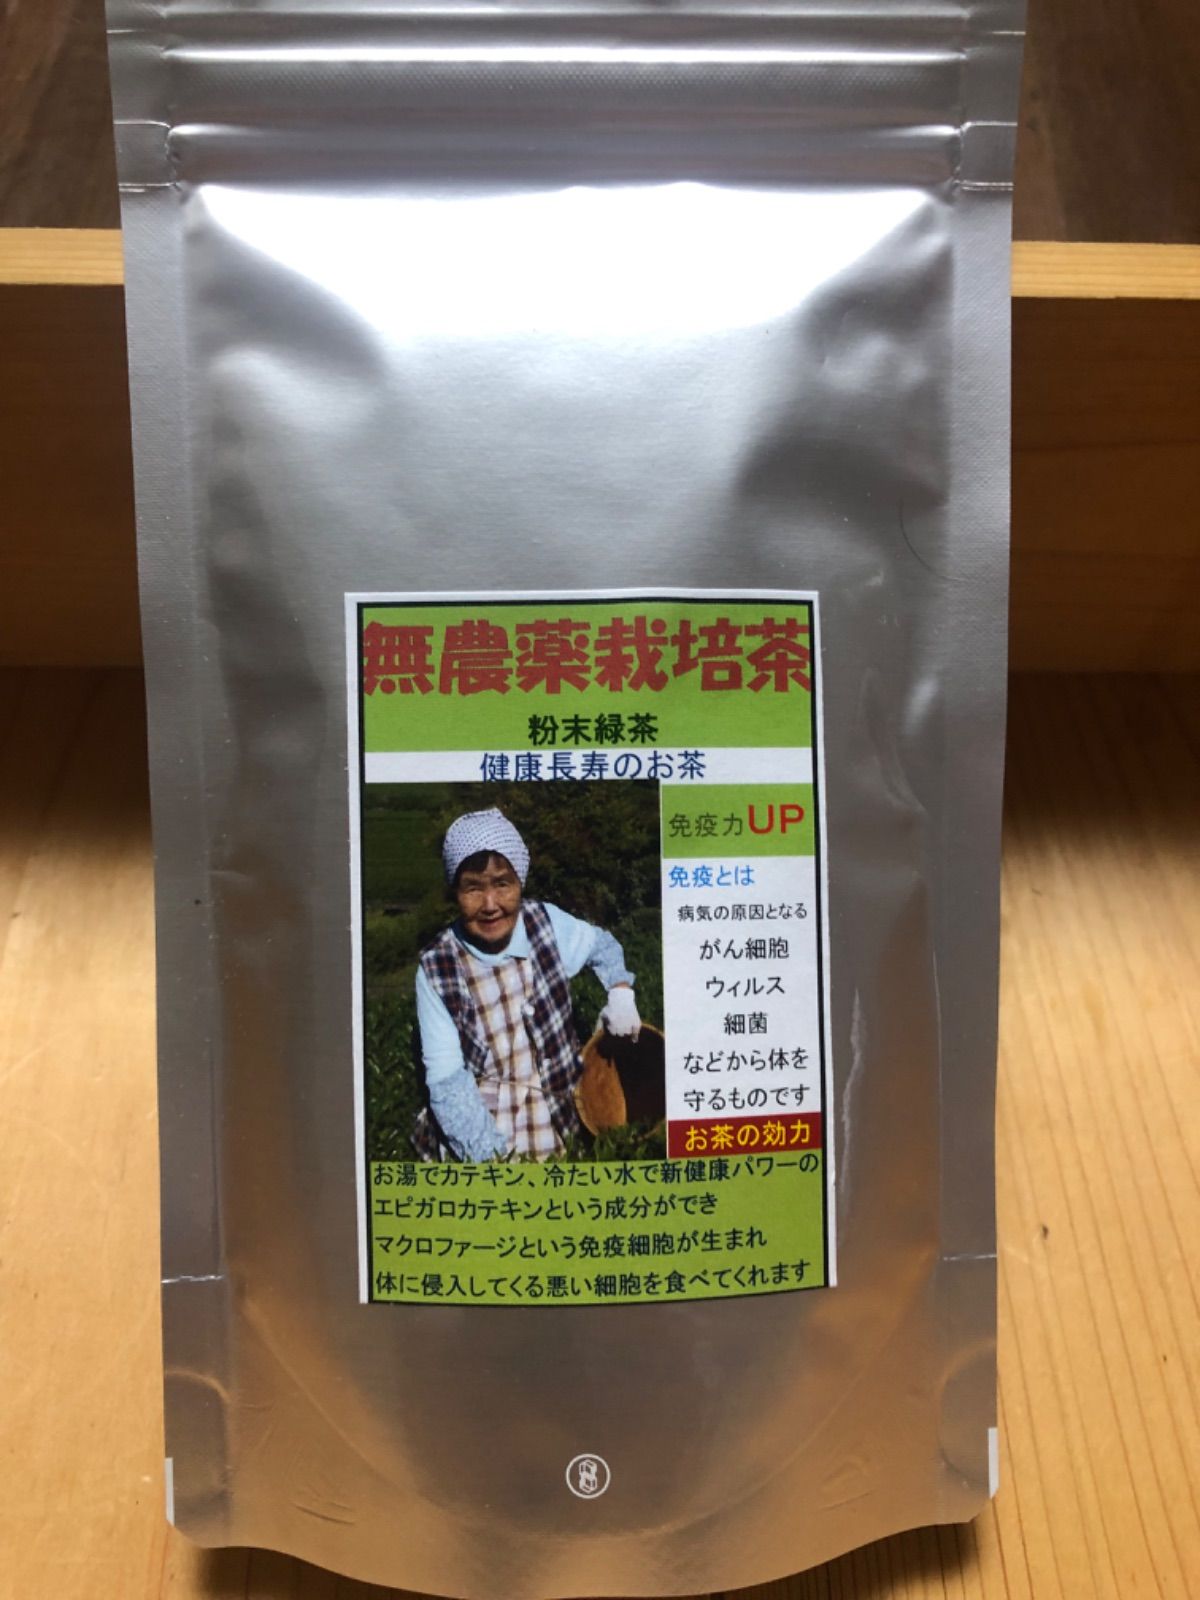 無農薬栽培茶
粉末緑茶
健康長寿のお茶
免疫力UP
免疫とは
病気の原因となる
がん細胞
ウィルス
細菌
などから体を
守るものです
お茶の効力
お湯でカテキン、冷たい水で新健康パワーの
エピガロカテキンという成分ができ
マクロファージという免疫細胞が生まれ
体に侵入してくる悪い細胞を食べてくれます